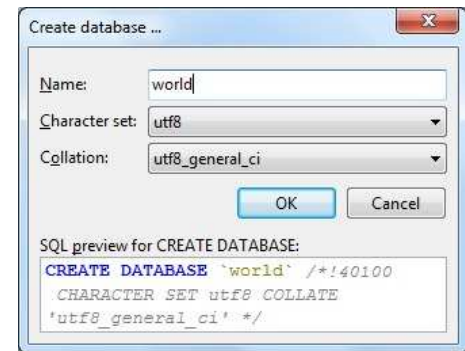 Create database ...
Name: world
Character set: utf8
Collation: utf8_general_ci
OK Cancel
SQL preview for CREATE DATABASE:
CREATE DATABASE `world` /*!40100
CHARACTER SET utf8 COLLATE
'utf8_general_ci' */